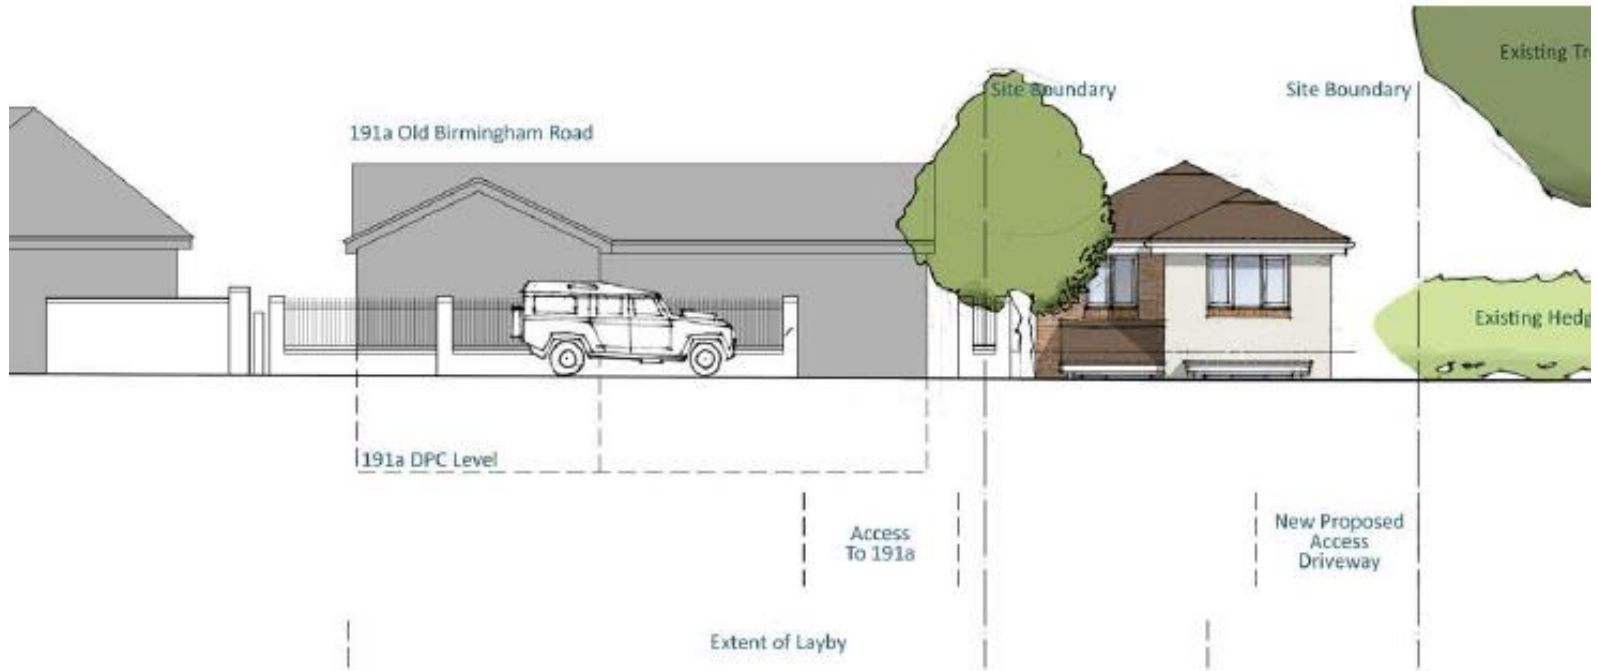 Existing Tr
Site Boundary
Site Boundary
191a Old Birmingham Road
Existing Hedg
191a DPC Level
Access
To 191a
New Proposed
Access
Driveway
Extent of Layby